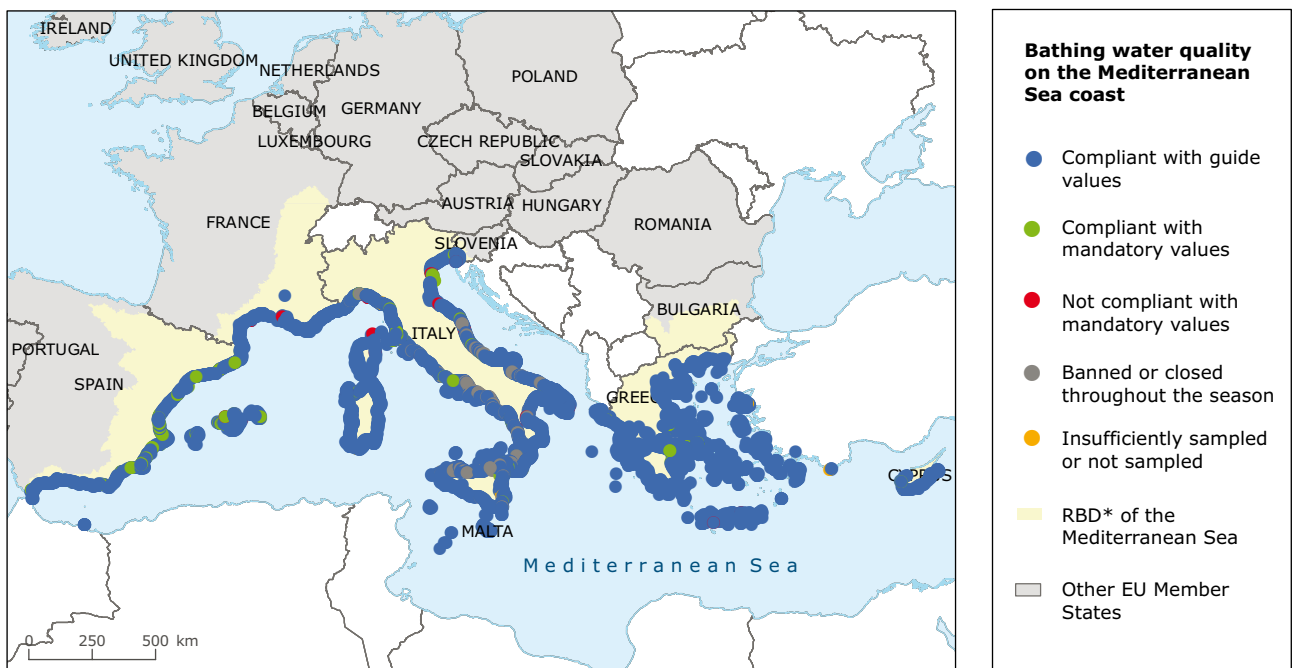 IRELAND
UNITED KINGDOM
NETHERLANDS
POLAND
BELGIUM
GERMANY
LUXEMBOURG
CZECH REPUBLIC
SLOVAKIA
AUSTRIA
HUNGARY
FRANCE
ROMANIA
SLOVENIA
BULGARIA
ITALY
PORTUGAL
SPAIN
GREE
CYPRUS
MALTA
Mediterranean Sea
0 250 500 km
Bathing water quality
on the Mediterranean
Sea coast
Compliant with guide
values
Compliant with
mandatory values
Not compliant with
mandatory values
Banned or closed
throughout the season
Insufficiently sampled
or not sampled
RBD* of the
Mediterranean Sea
Other EU Member
States